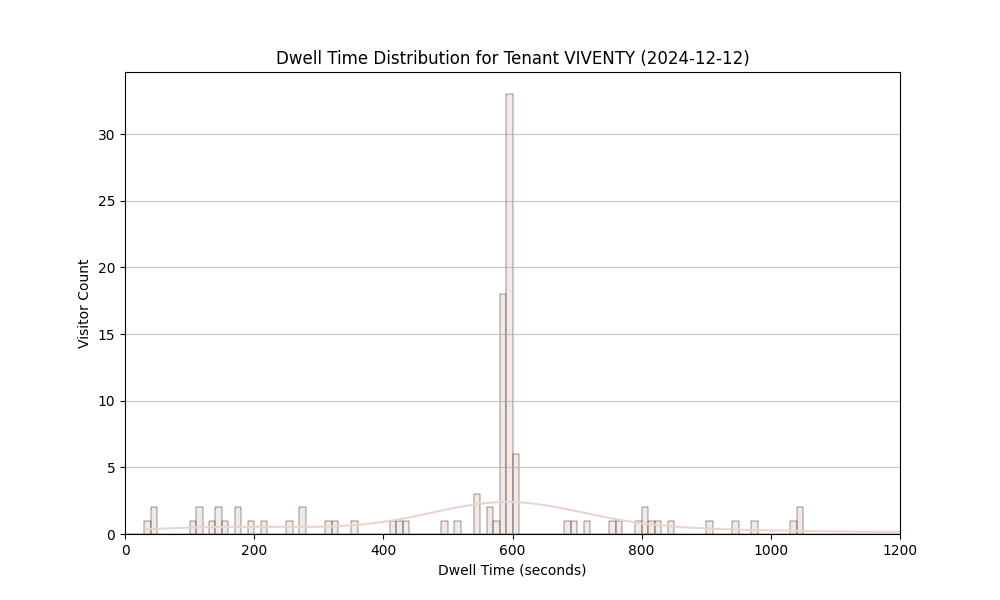 Dwell Time Distribution for Tenant VIVENTY (2024-12-12)
Visitor Count
30
25
20
15
10
5
0
0 200 400 600 800 1000 1200
Dwell Time (seconds)